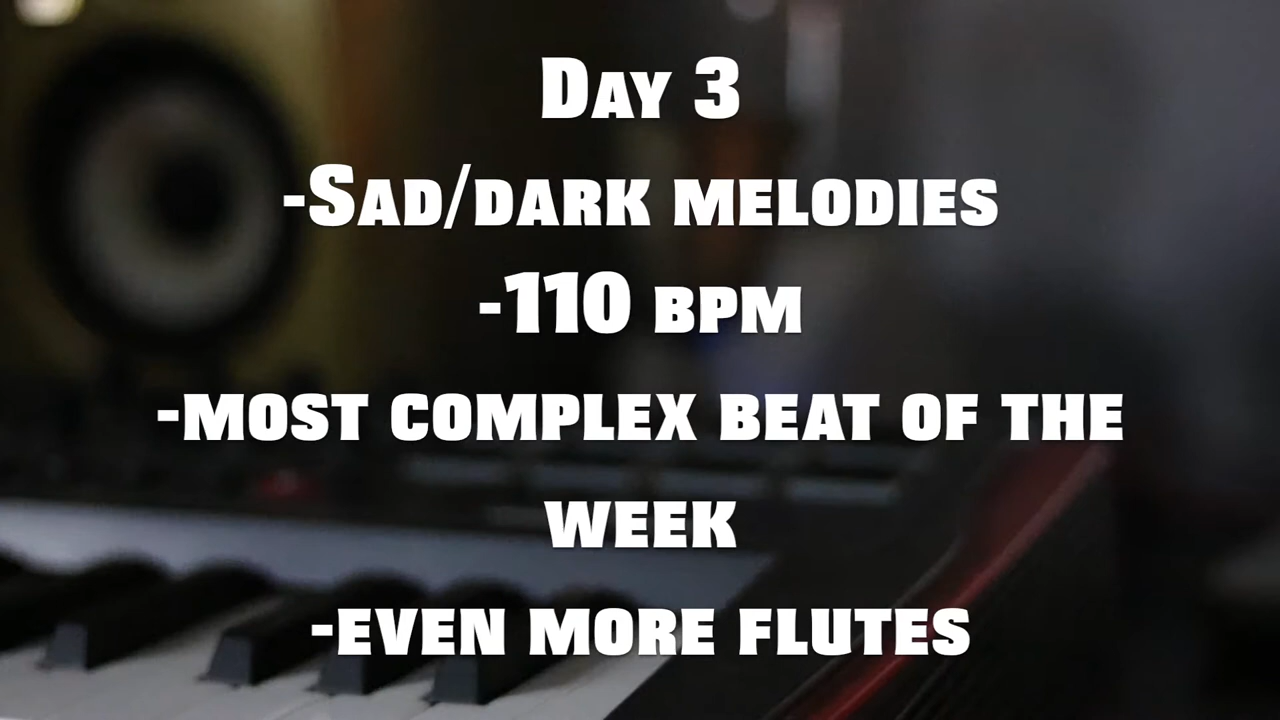 Day 3
-Sad/dark melodies
-110 bpm
-most complex beat of the
week
-even more flutes